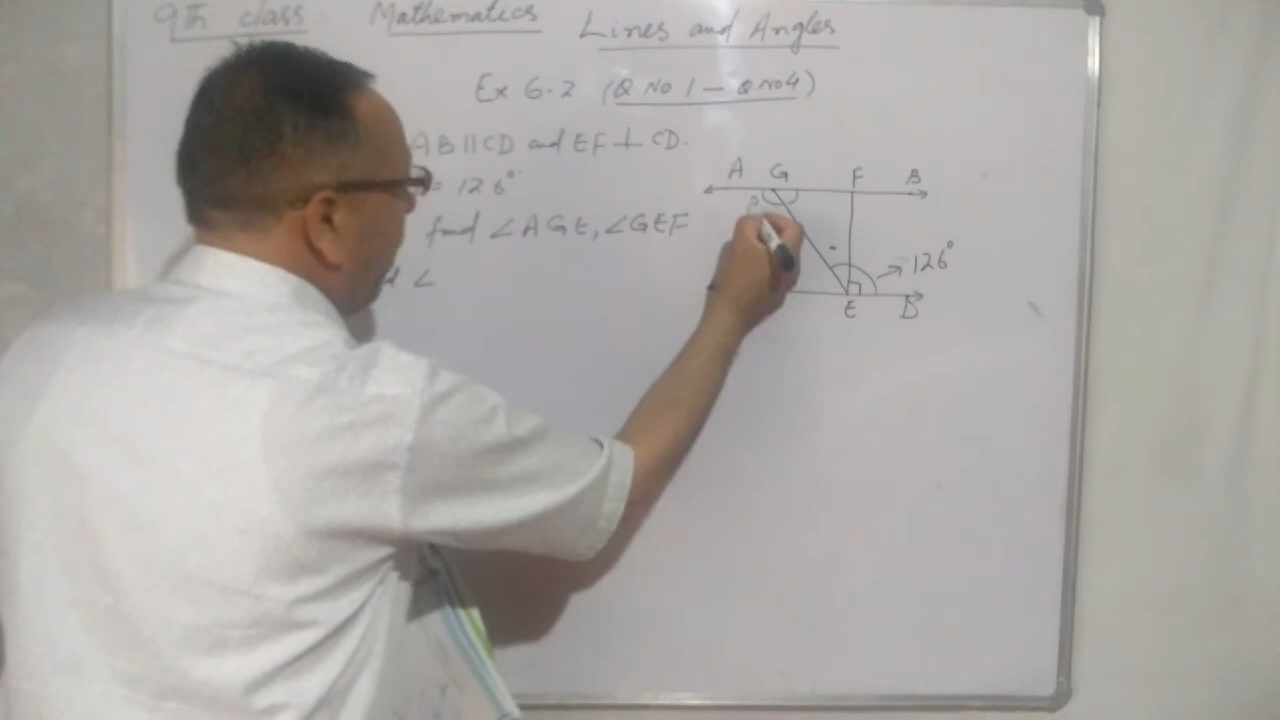 9th class Mathematics Lines and Angles
Ex 6.2 (Q No 1 — Q No 4)
AB || CD and EF ⊥ CD.
= 126°
find ∠AGE, ∠GEF
∠
A G F B
126°
E D